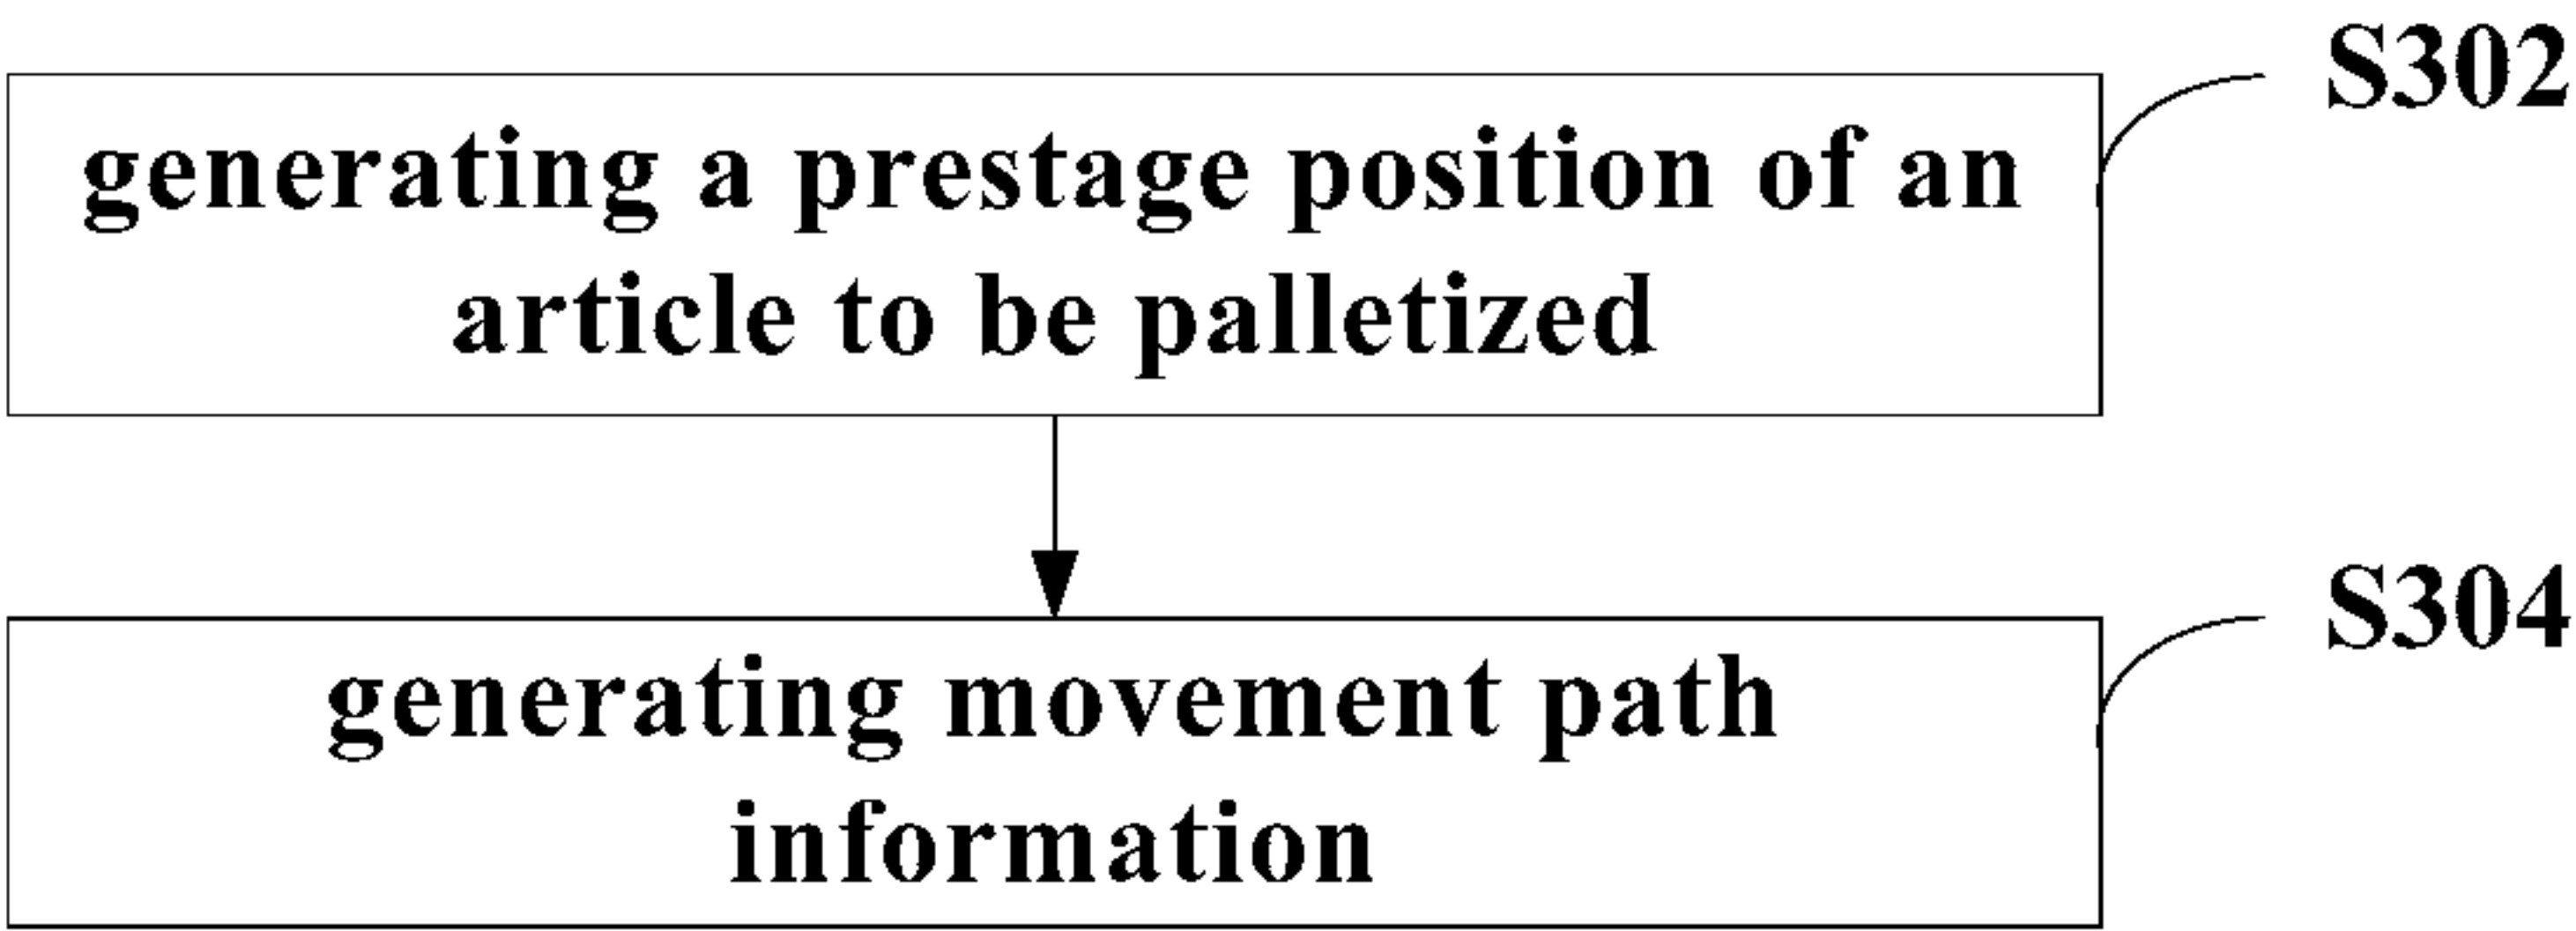 S302
generating a prestage position of an
article to be palletized
S304
generating movement path
information